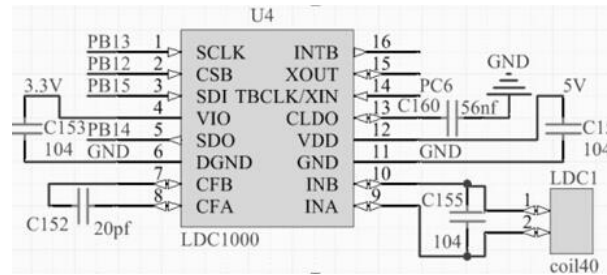 U4
PB13 1 SCLK INTB 16
PB12 2 CSB XOUT 15
PB15 3 SDI TBCLK/XIN 14 PC6
3.3V 4 VIO CLDO 13 C160 56nf GND
C153 104 PB14 5 SDO VDD 12 5V
GND 6 DGND GND 11 GND 104
7 CFB INB 10
8 CFA INA 9
C152 20pf
C155 104
LDC1
1
2
coil40
LDC1000